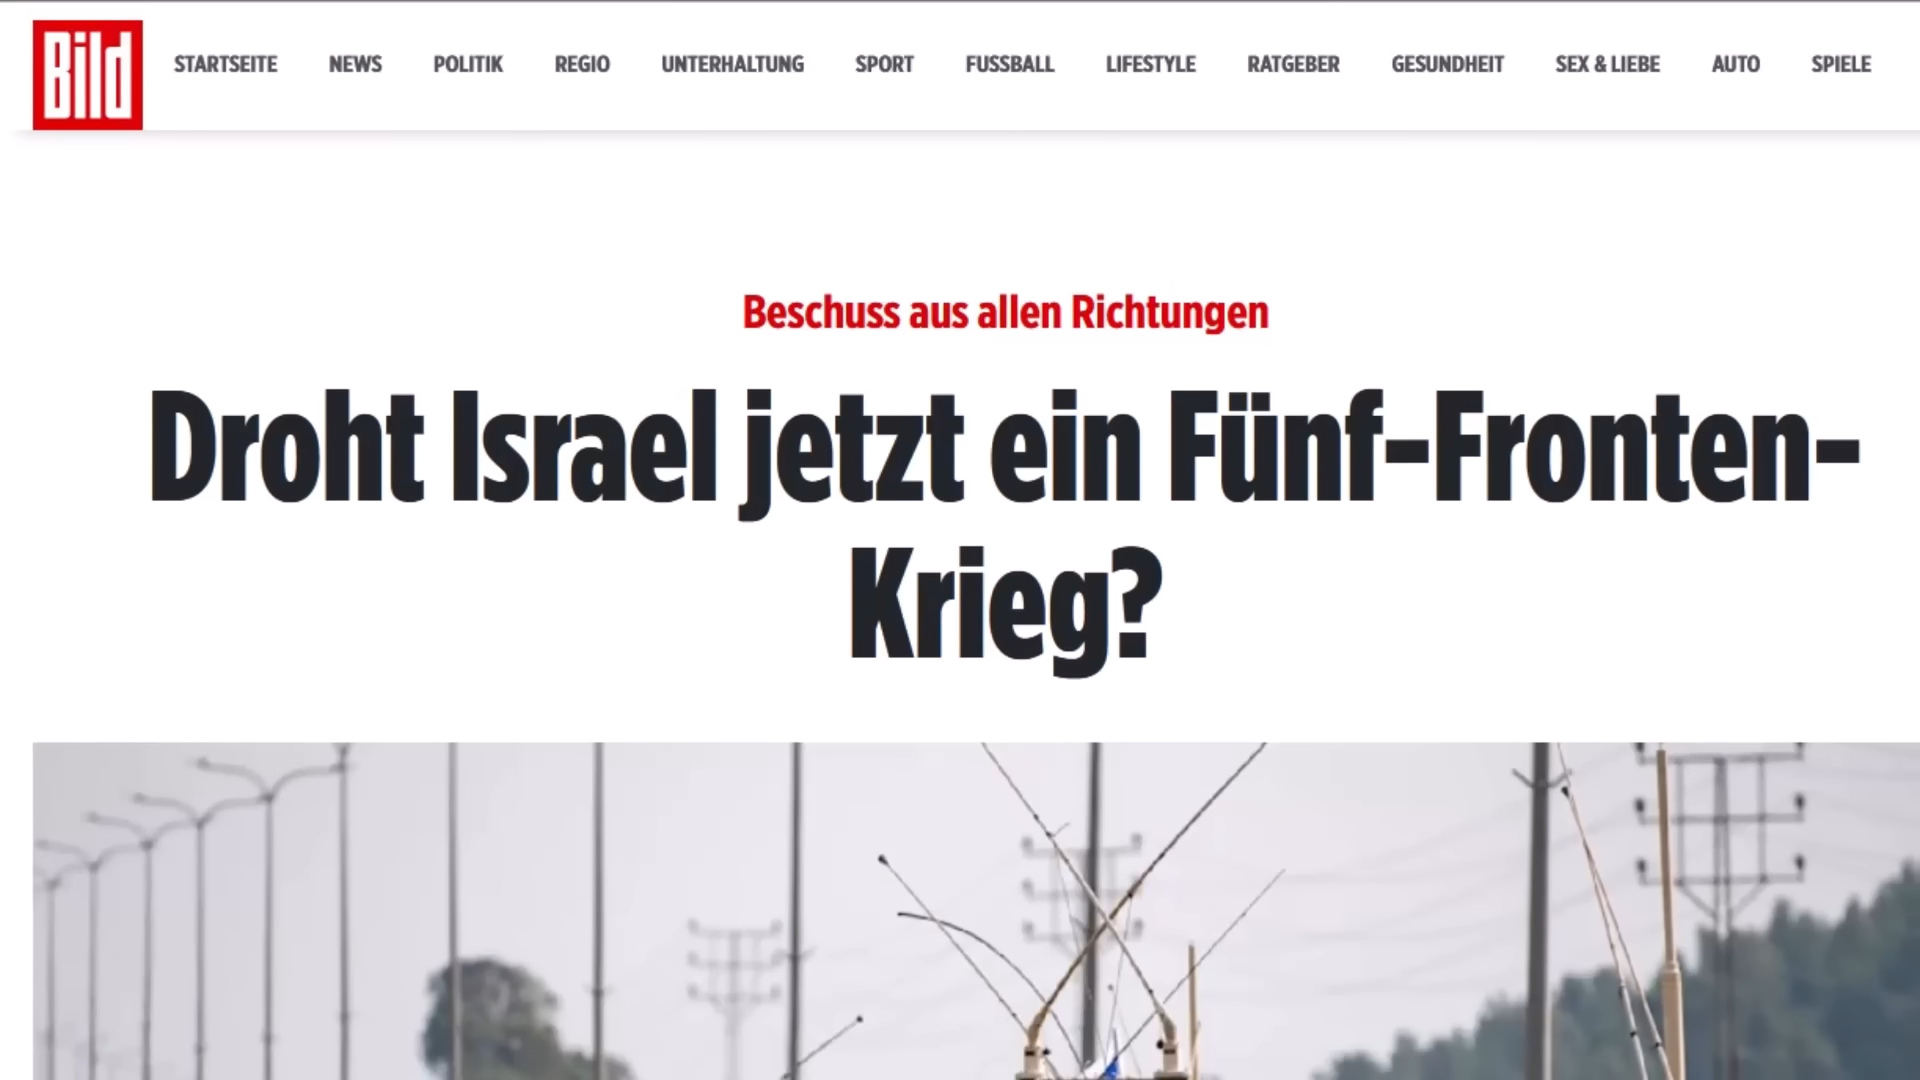 Bild STARTSEITE NEWS POLITIK REGIO UNTERHALTUNG SPORT FUSSBALL LIFESTYLE RATGEBER GESUNDHEIT SEX & LIEBE AUTO SPIELE
Beschuss aus allen Richtungen
Droht Israel jetzt ein Fünf-Fronten-
Krieg?